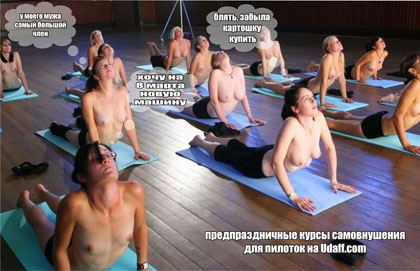 у моего мужа
самый большой
член
блять, забыла
картошку
купить
хочу на
8 марта
новую
машину
предпраздничные курсы самовнушения
для пилоток на Udaff.com